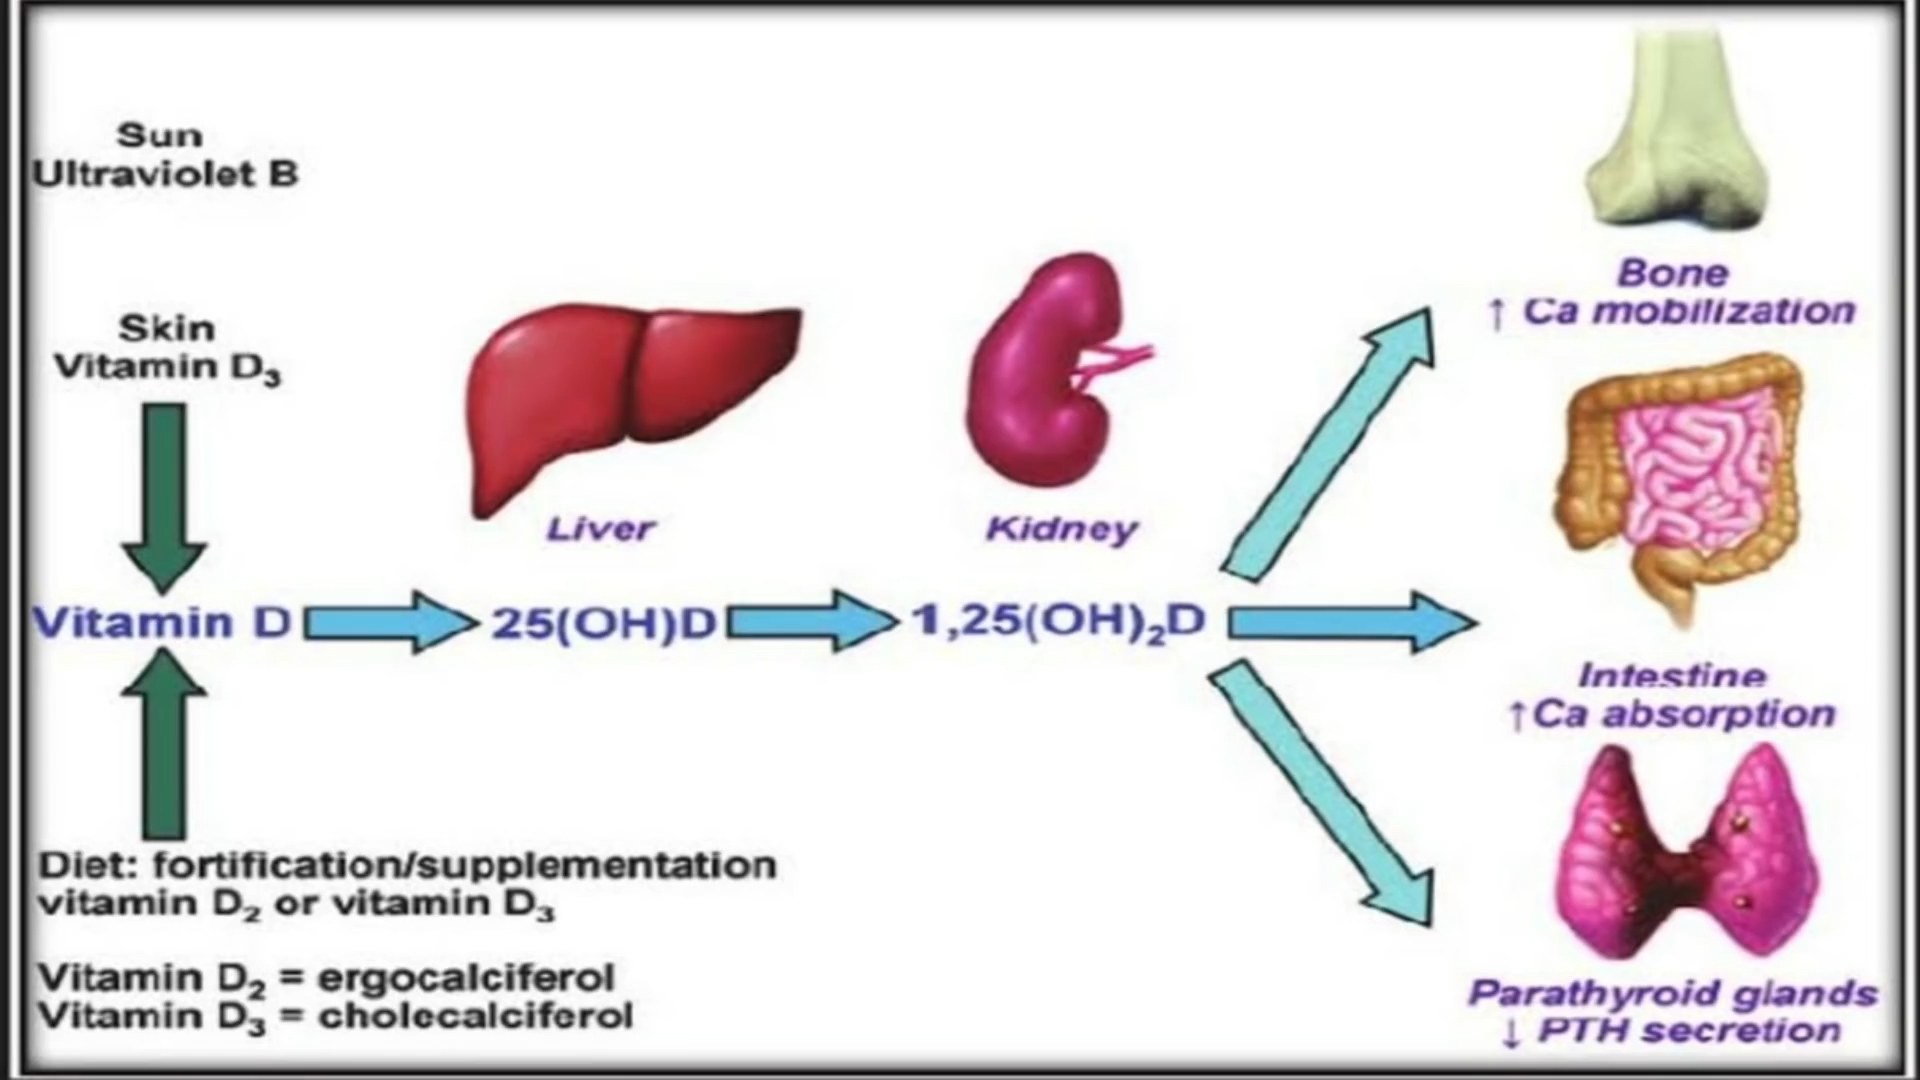 Sun
Ultraviolet B
Skin
Vitamin D₃
Liver
Kidney
Vitamin D
25(OH)D
1,25(OH)₂D
Bone
↑ Ca mobilization
Intestine
↑Ca absorption
Parathyroid glands
↓ PTH secretion
Diet: fortification/supplementation
vitamin D₂ or vitamin D₃
Vitamin D₂ = ergocalciferol
Vitamin D₃ = cholecalciferol